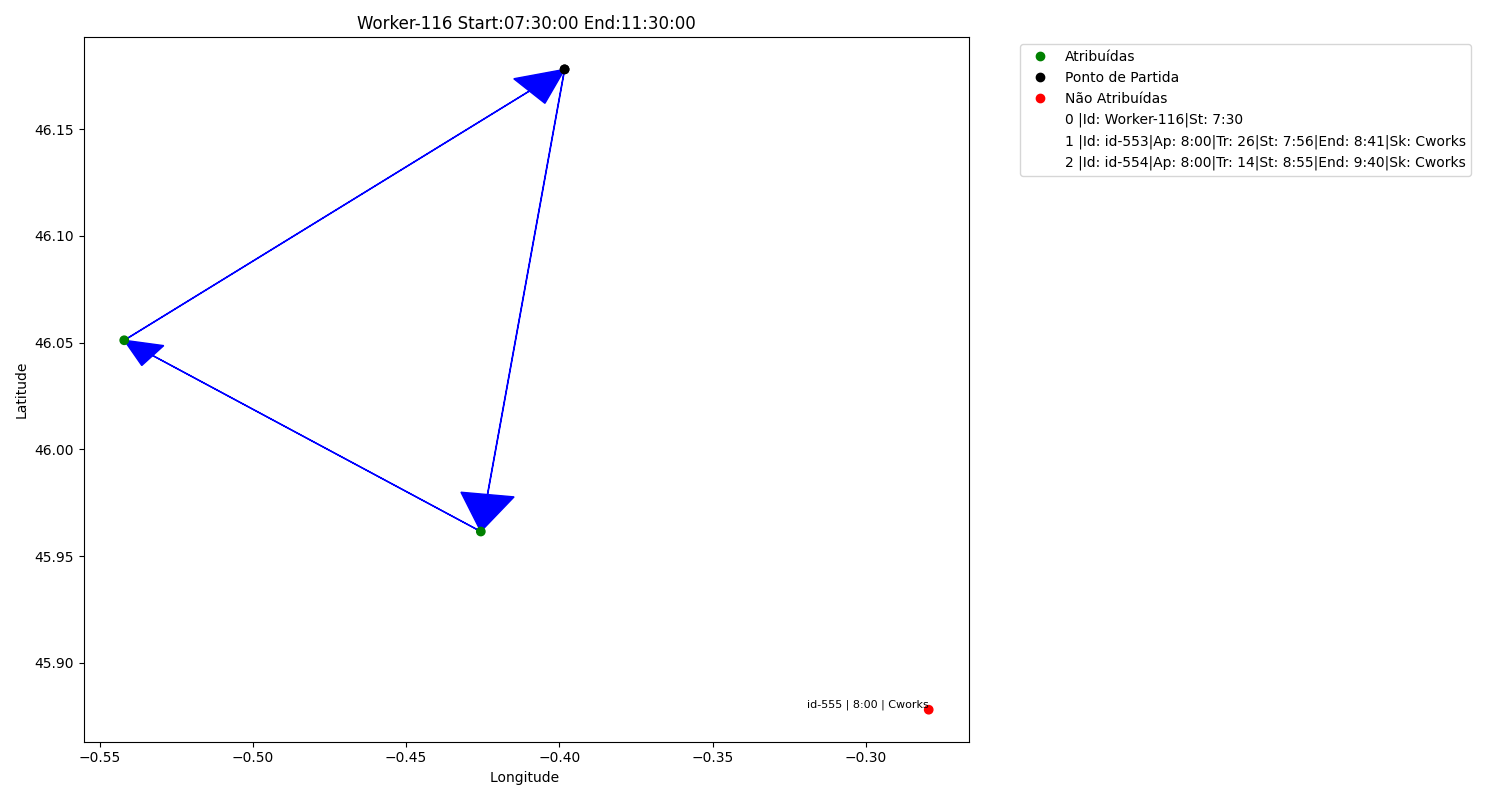 Worker-116 Start:07:30:00 End:11:30:00
Atribuídas
Ponto de Partida
Não Atribuídas
0 |Id: Worker-116|St: 7:30
1 |Id: id-553|Ap: 8:00|Tr: 26|St: 7:56|End: 8:41|Sk: Cworks
2 |Id: id-554|Ap: 8:00|Tr: 14|St: 8:55|End: 9:40|Sk: Cworks
46.15
46.10
46.05
46.00
45.95
45.90
Latitude
id-555 | 8:00 | Cworks
−0.55 −0.50 −0.45 −0.40 −0.35 −0.30
Longitude